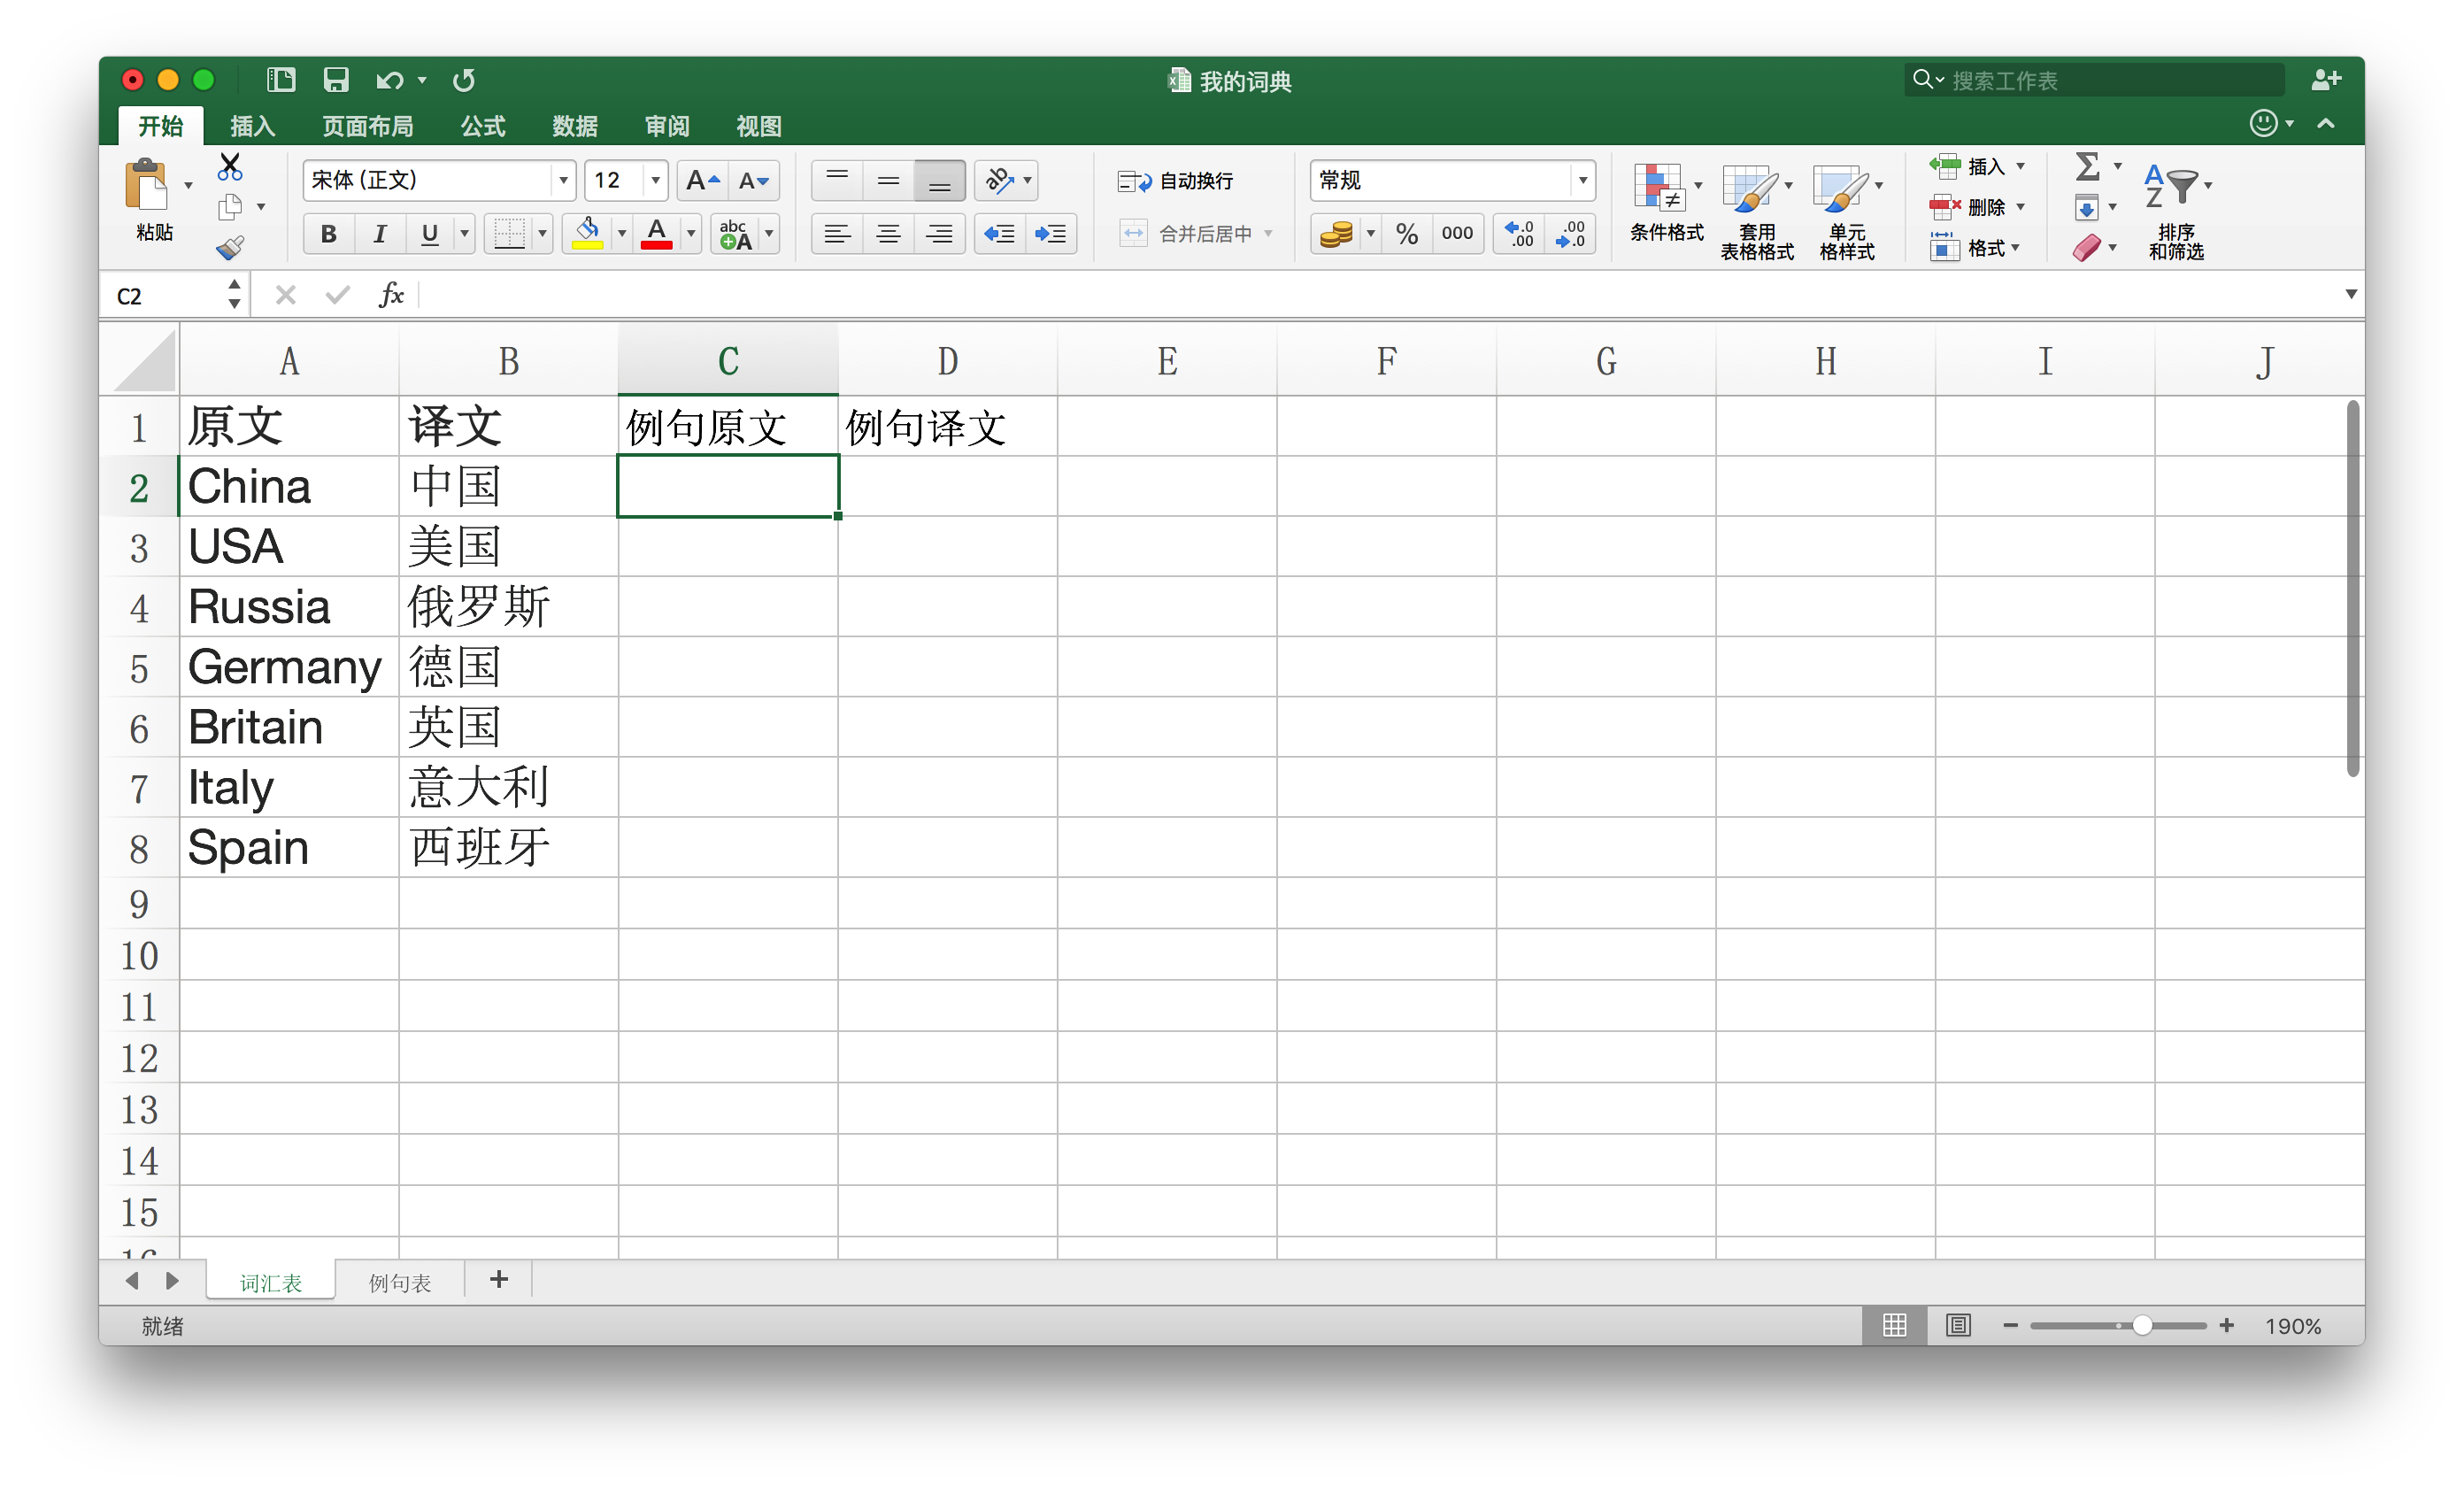 我的词典
搜索工作表
开始 插入 页面布局 公式 数据 审阅 视图
粘贴
宋体 (正文) 12
自动换行
合并后居中
常规
条件格式
套用
表格格式
单元
格样式
插入
删除
格式
排序
和筛选
C2
A B C D E F G H I J
1 原文 译文 例句原文 例句译文
2 China 中国
3 USA 美国
4 Russia 俄罗斯
5 Germany 德国
6 Britain 英国
7 Italy 意大利
8 Spain 西班牙
9
10
11
12
13
14
15
16
词汇表 例句表 +
就绪
190%